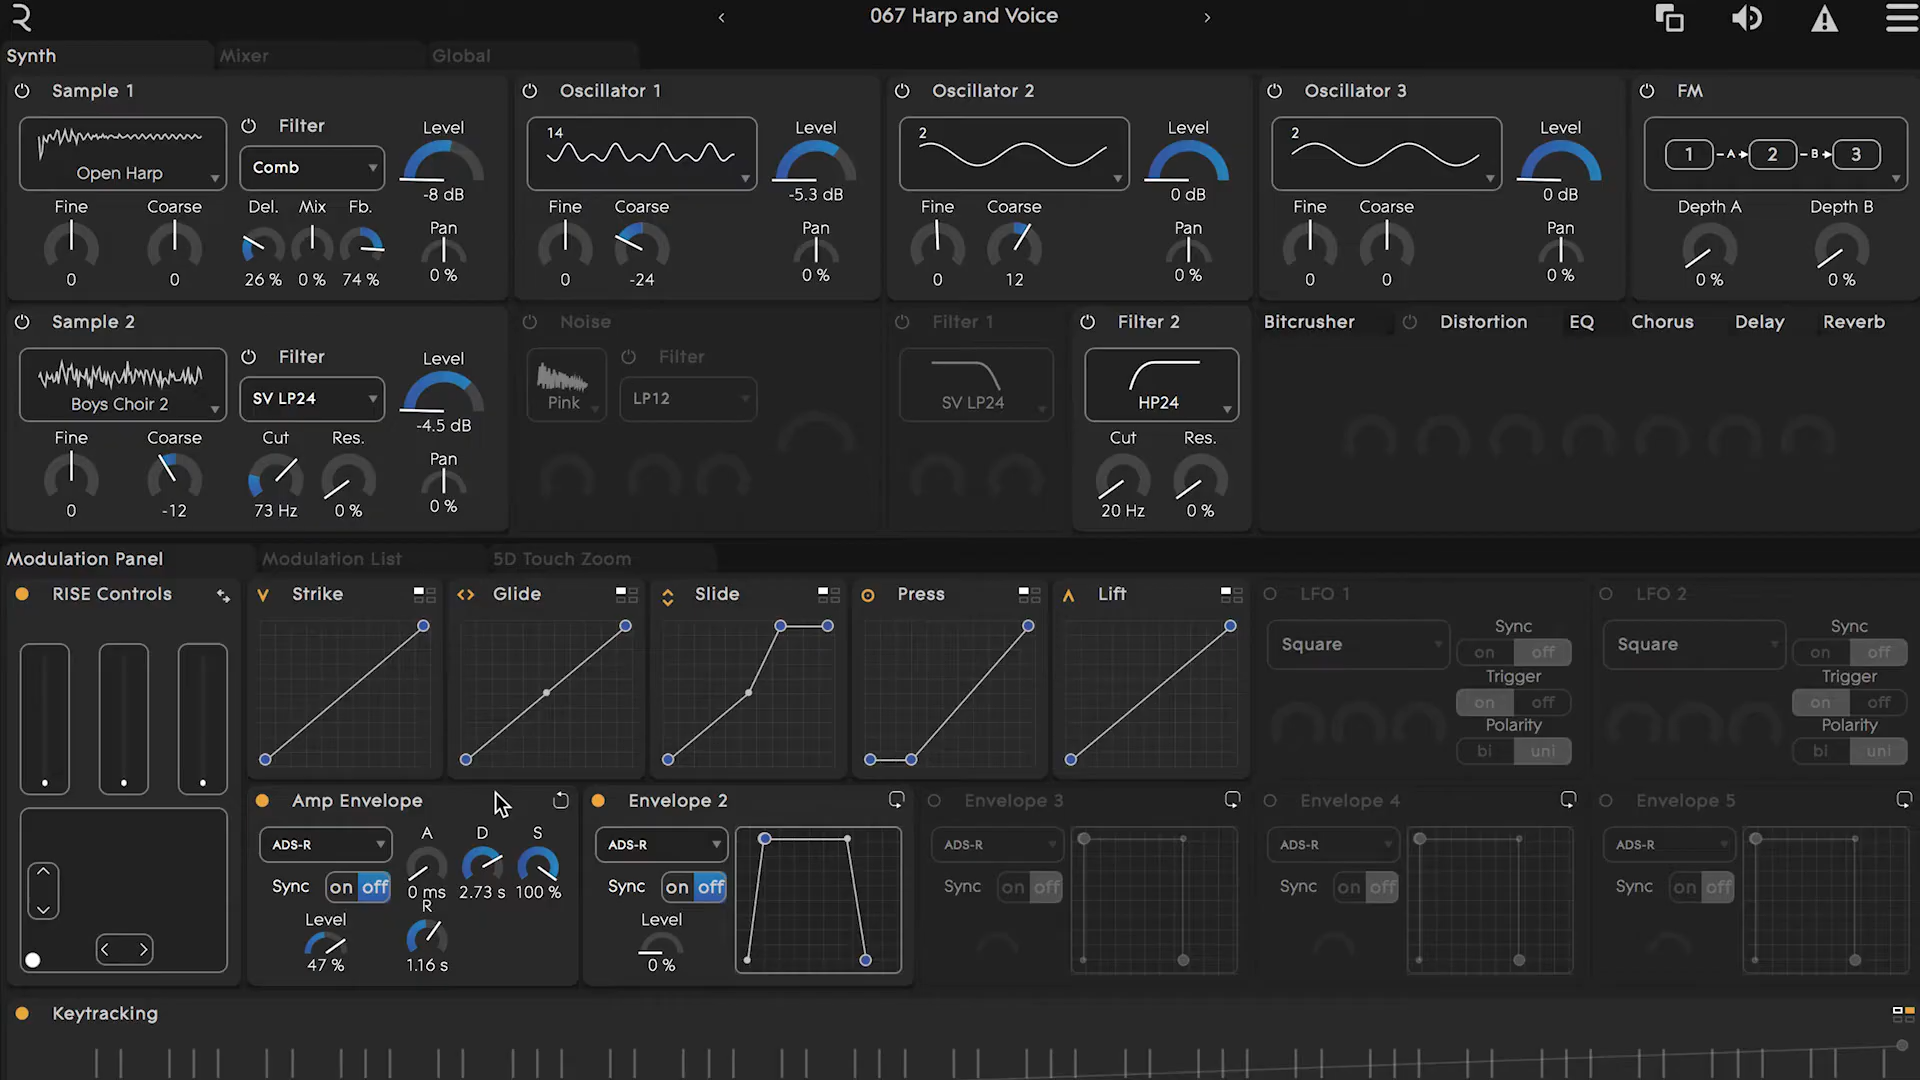 067 Harp and Voice
Synth Mixer Global
Sample 1 Oscillator 1 Oscillator 2 Oscillator 3 FM
Open Harp Filter Comb Level -8 dB
Fine Coarse Del. Mix Fb. Pan
0 0 26 % 0 % 74 % 0 %
14 Level -5.3 dB
Fine Coarse Pan
0 -24 0 %
2 Level 0 dB
Fine Coarse Pan
0 12 0 %
2 Level 0 dB
Fine Coarse Pan
0 0 0 %
1 A 2 B 3
Depth A Depth B
0 % 0 %
Sample 2 Noise Filter 1 Filter 2 Bitcrusher Distortion EQ Chorus Delay Reverb
Boys Choir 2 Filter SV LP24 Level -4.5 dB
Fine Coarse Cut Res. Pan
0 -12 73 Hz 0 % 0 %
Pink Filter LP12
SV LP24
HP24
Cut Res.
20 Hz 0 %
Modulation Panel Modulation List 5D Touch Zoom
RISE Controls Strike Glide Slide Press Lift LFO 1 LFO 2
Square Sync on off
Trigger on off
Polarity bi uni
Square Sync on off
Trigger on off
Polarity bi uni
Amp Envelope Envelope 2 Envelope 3 Envelope 4 Envelope 5
ADS-R A D S
Sync on off 0 ms 2.73 s 100 %
Level R
47 % 1.16 s
ADS-R
Sync on off
Level
0 %
ADS-R
Sync on off
ADS-R
Sync on off
ADS-R
Sync on off
Keytracking